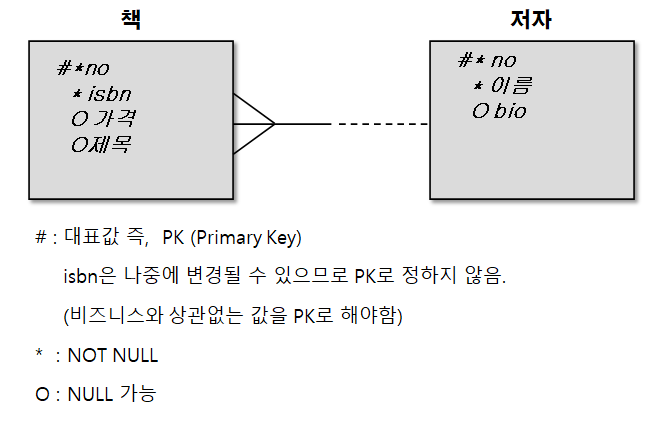 책
#*no
* isbn
O 가격
O제목
저자
#* no
* 이름
O bio
# : 대표값 즉, PK (Primary Key)
isbn은 나중에 변경될 수 있으므로 PK로 정하지 않음.
(비즈니스와 상관없는 값을 PK로 해야함)
* : NOT NULL
O : NULL 가능